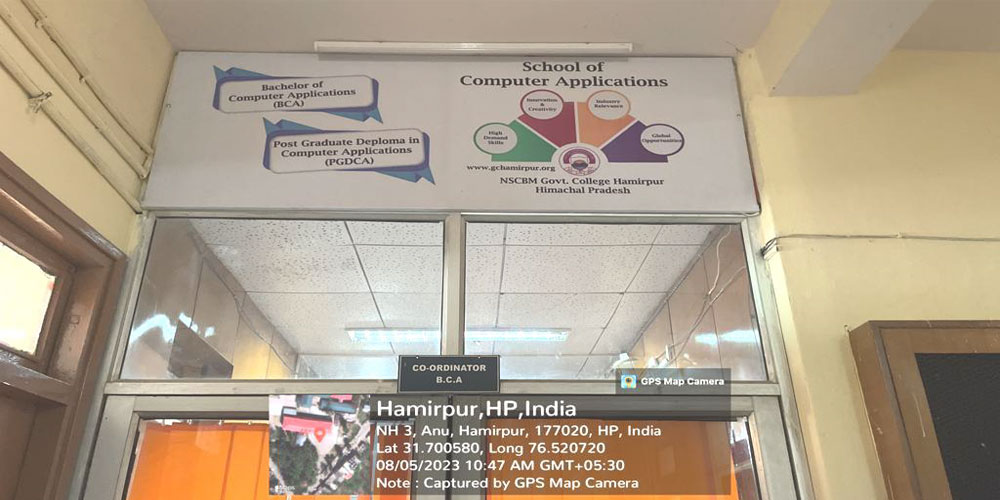 Bachelor of
Computer Applications
(BCA)
Post Graduate Deploma in
Computer Applications
(PGDCA)
School of
Computer Applications
Innovation
&
Creativity
Industry
Relevance
High
Demand
Skills
Global
Opportunities
www.gchamirpur.org
NSCBM Govt. College Hamirpur
Himachal Pradesh
CO-ORDINATOR
B.C.A
GPS Map Camera
Hamirpur,HP,India
NH 3, Anu, Hamirpur, 177020, HP, India
Lat 31.700580, Long 76.520720
08/05/2023 10:47 AM GMT+05:30
Note : Captured by GPS Map Camera